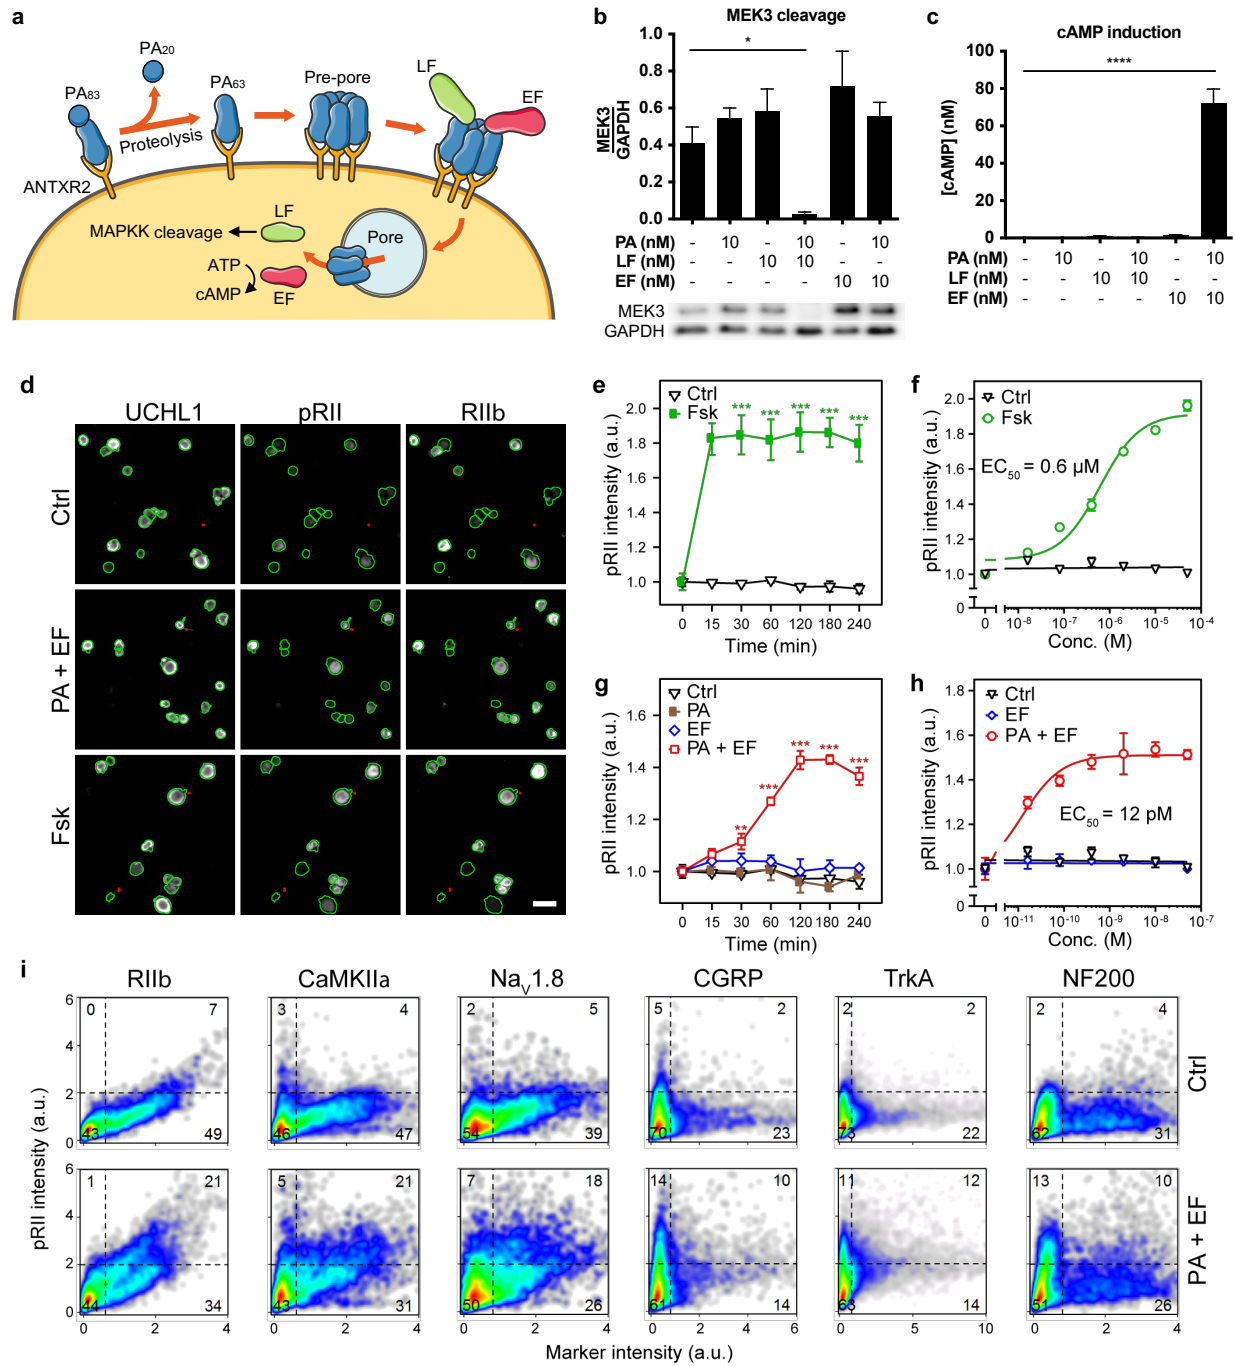 a
PA20
PA83
PA63
Pre-pore
LF
EF
Proteolysis
ANTXR2
MAPKK cleavage
LF
Pore
ATP
cAMP
EF
b
MEK3 cleavage
*
MEK3
GAPDH
1.0
0.8
0.6
0.4
0.2
0.0
PA (nM) - 10 - 10 - 10
LF (nM) - - 10 10 - -
EF (nM) - - - - 10 10
MEK3
GAPDH
c
cAMP induction
****
[cAMP] (nM)
100
80
60
40
20
0
PA (nM) - 10 - 10 - 10
LF (nM) - - 10 10 - -
EF (nM) - - - - 10 10
d
UCHL1 pRII RIIb
Ctrl
PA + EF
Fsk
e
Ctrl
Fsk
*** *** *** *** ***
pRII intensity (a.u.)
2.0
1.8
1.6
1.4
1.2
1.0
0 15 30 60 120 180 240
Time (min)
f
Ctrl
Fsk
EC50 = 0.6 µM
pRII intensity (a.u.)
2.0
1.8
1.6
1.4
1.2
1.0
0
0 10-8 10-7 10-6 10-5 10-4
Conc. (M)
g
Ctrl
PA
EF
PA + EF
** *** *** *** ***
pRII intensity (a.u.)
1.6
1.4
1.2
1.0
0 15 30 60 120 180 240
Time (min)
h
Ctrl
EF
PA + EF
EC50 = 12 pM
pRII intensity (a.u.)
1.8
1.6
1.4
1.2
1.0
0
0 10-11 10-10 10-9 10-8 10-7
Conc. (M)
i
RIIb CaMKIIa NaV1.8 CGRP TrkA NF200
6
4
2
0
0 7 3 4 2 5 5 2 2 2 2 4
43 49 46 47 54 39 70 23 73 22 62 31
Ctrl
6
4
2
0
1 21 5 21 7 18 14 10 11 12 13 10
44 34 43 31 50 26 61 14 63 14 51 26
PA + EF
pRII intensity (a.u.)
0 2 4 0 2 4 0 2 4 0 2 4 6 0 5 10 0 2 4
Marker intensity (a.u.)